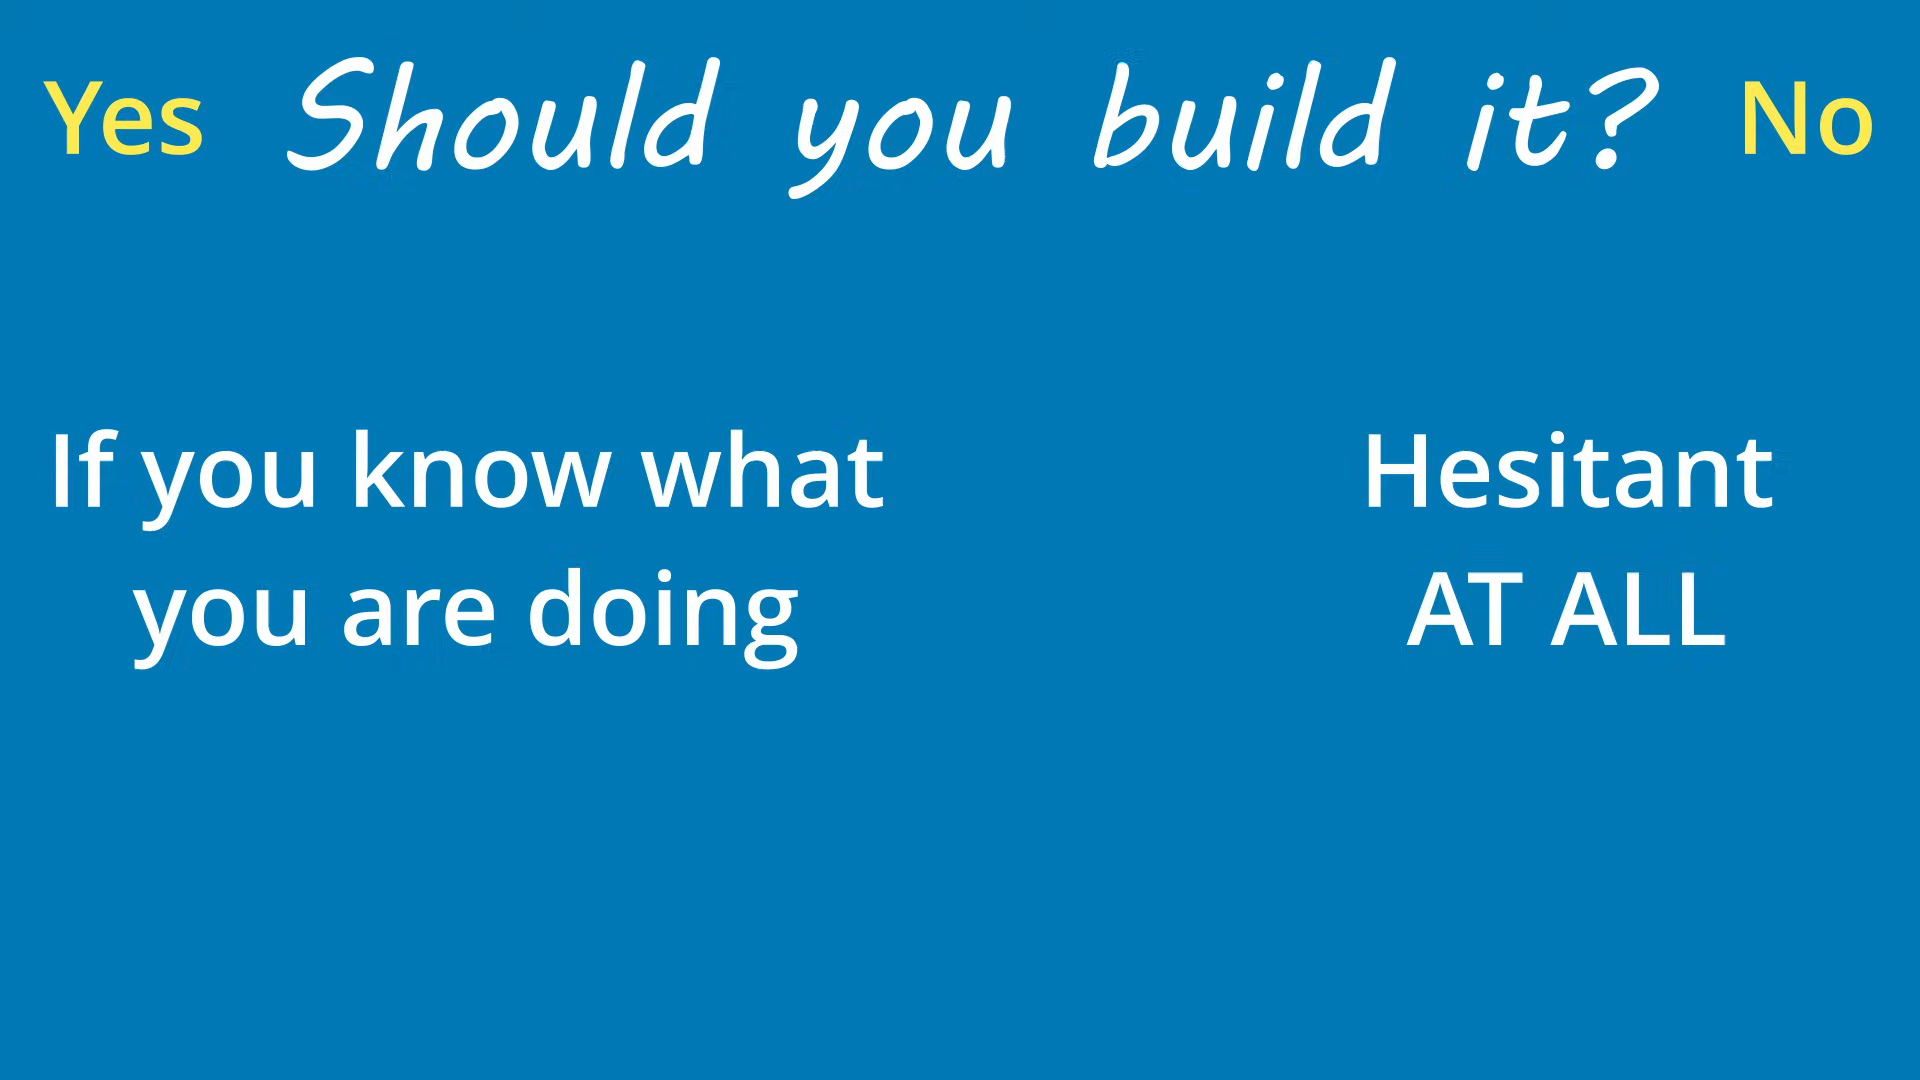 Yes Should you build it? No
If you know what
you are doing
Hesitant
AT ALL